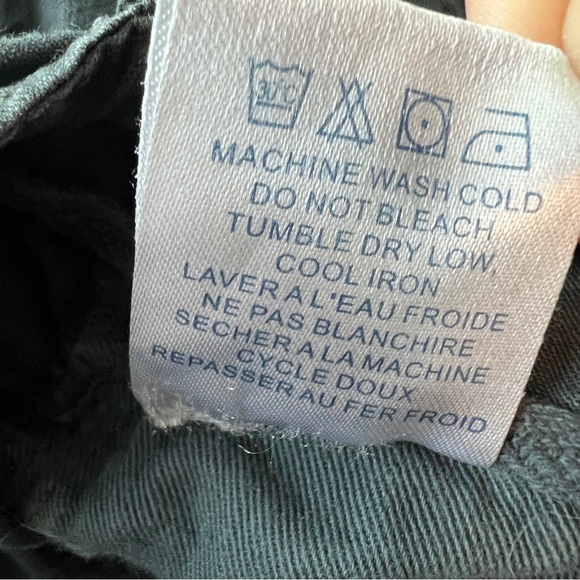 30°C
MACHINE WASH COLD
DO NOT BLEACH
TUMBLE DRY LOW,
COOL IRON
LAVER A L'EAU FROIDE
NE PAS BLANCHIRE
SECHER A LA MACHINE
CYCLE DOUX
REPASSER AU FER FROID